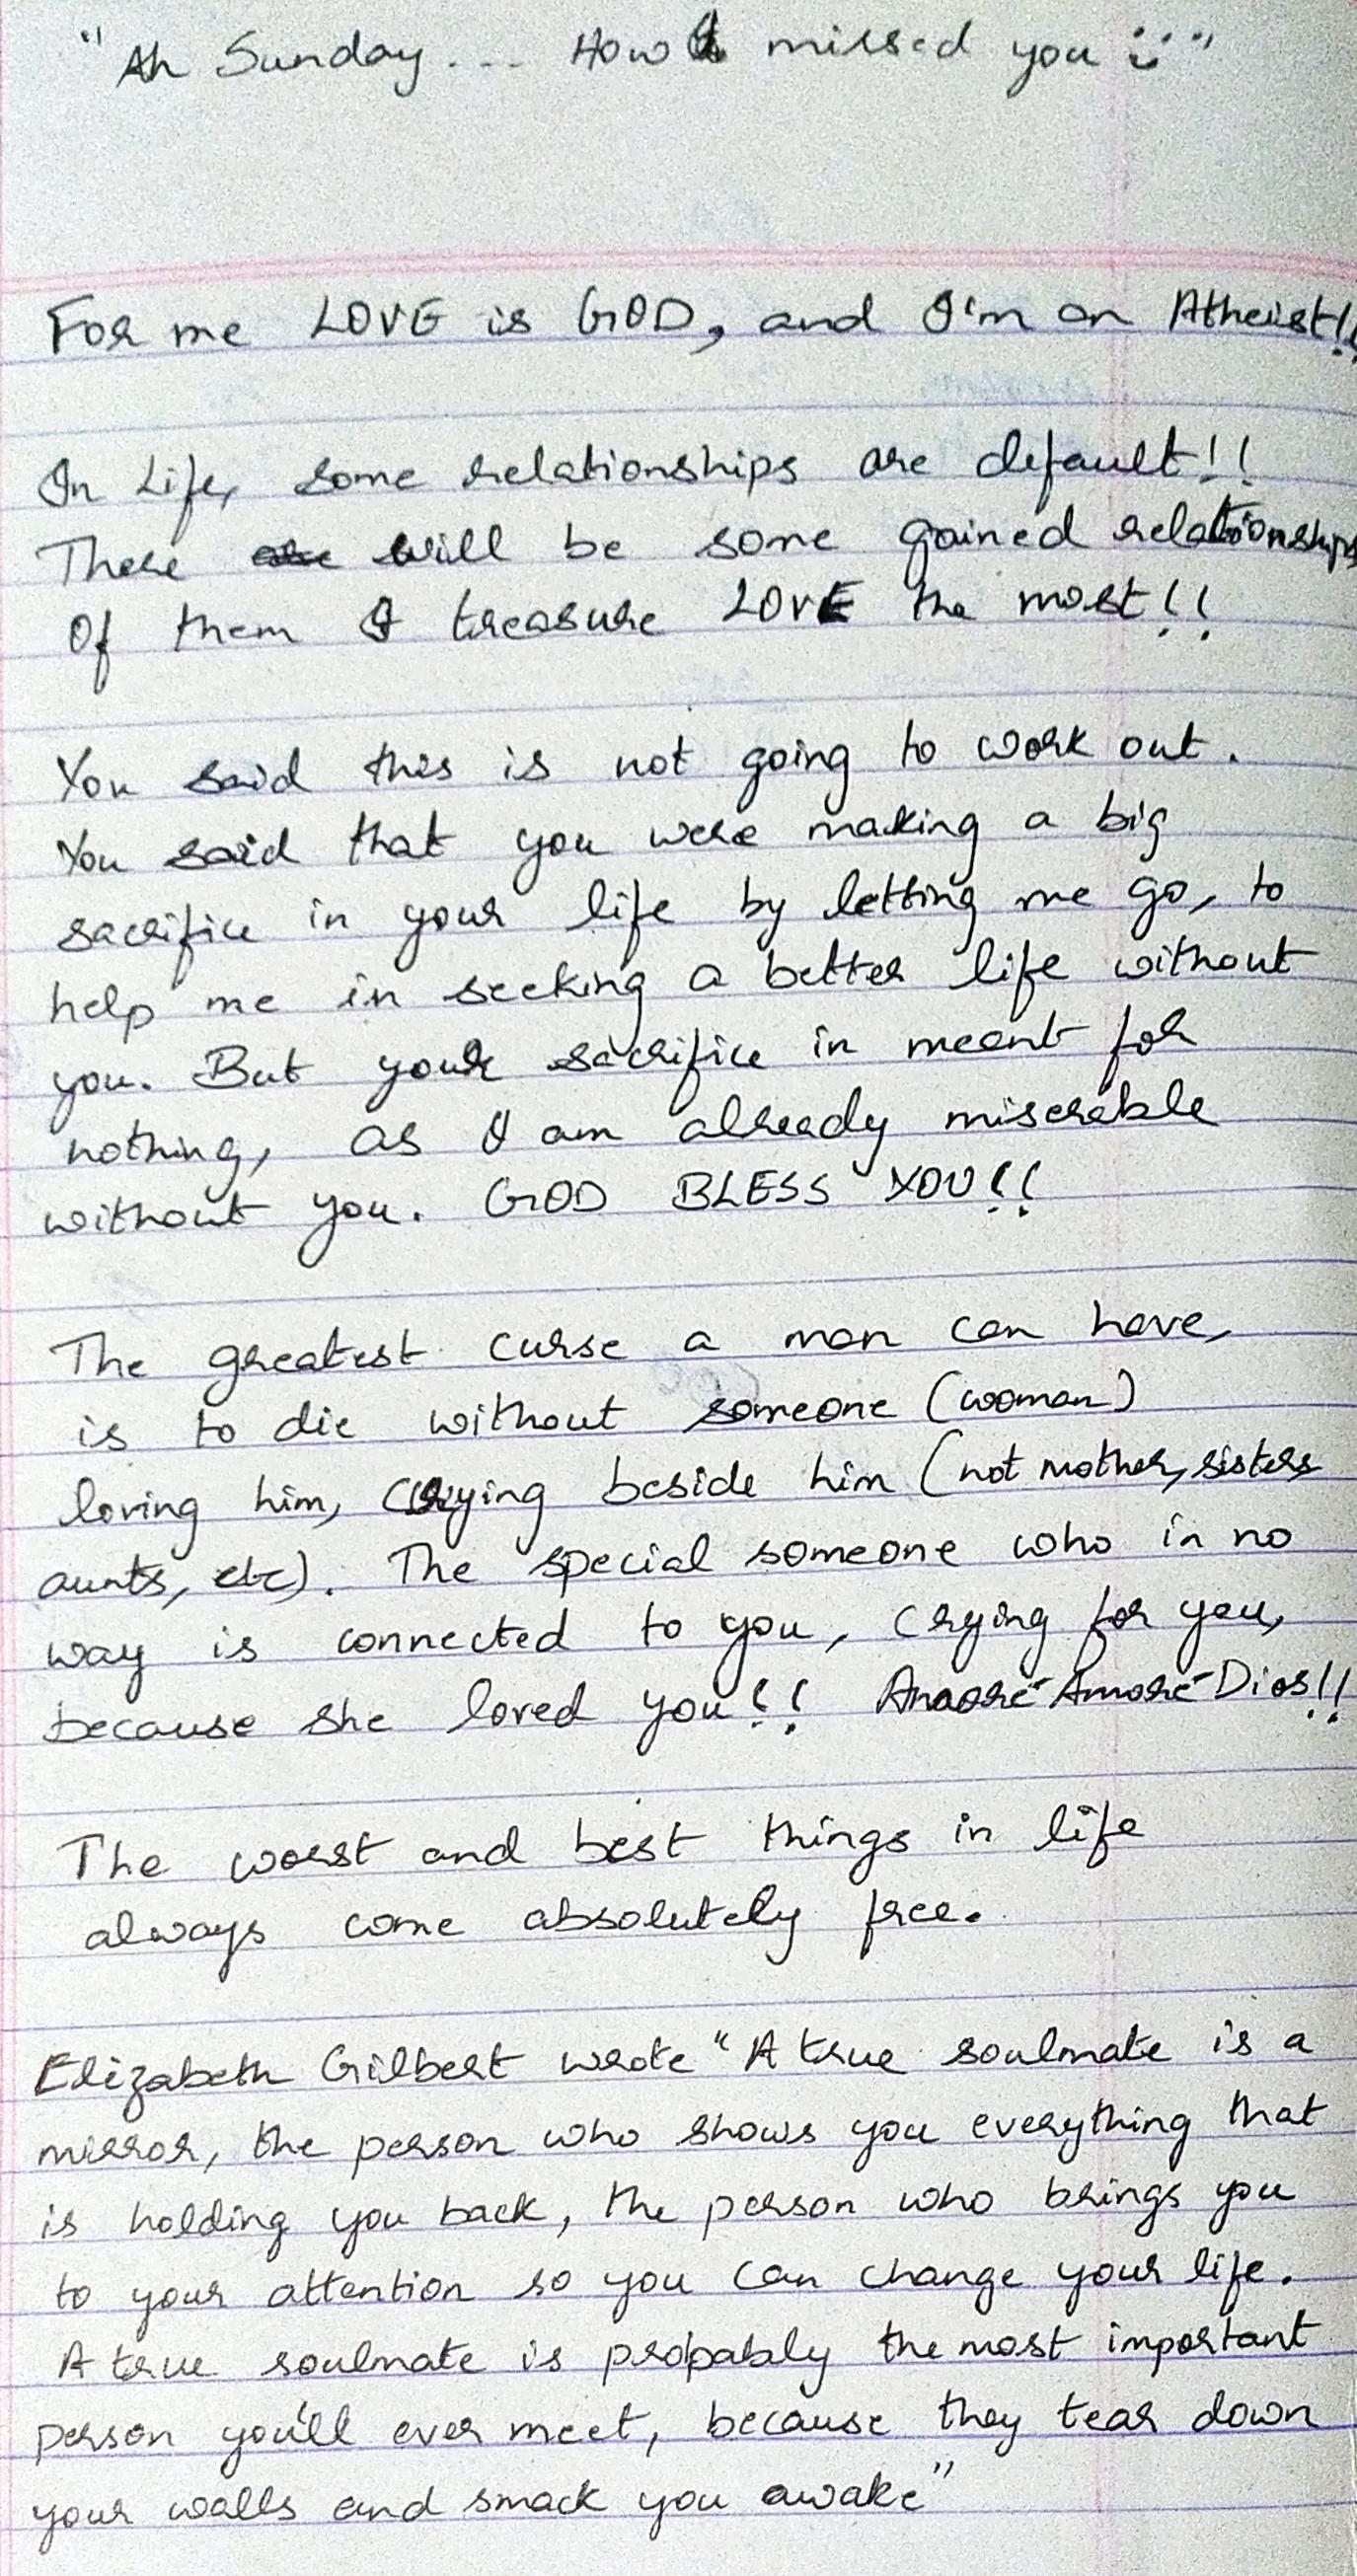 "Ah Sunday... How I missed you :)"
For me LOVE is GOD, and I'm an Atheist!!
In Life, some relationships are default!!
There will be some gained relationships
Of them I treasure LOVE the most!!
You said this is not going to work out.
You said that you were making a big
sacrifice in your life by letting me go, to
help me in seeking a better life without
you. But your sacrifice in meant for
nothing, as I am already miserable
without you. GOD BLESS YOU!!
The greatest curse a man can have,
is to die without someone (woman)
loving him, crying beside him (not mother, sisters
aunts, etc). The special someone who in no
way is connected to you, crying for you,
because she loved you!! Amoré Dios!!
The worst and best things in life
always come absolutely free.
Elizabeth Gilbert wrote "A true soulmate is a
mirror, the person who shows you everything that
is holding you back, the person who brings you
to your attention so you can change your life.
A true soulmate is propably the most important
person you'll ever meet, because they tear down
your walls and smack you awake"